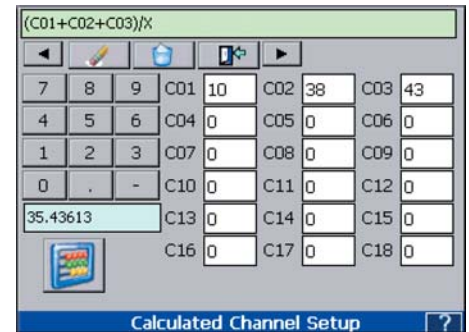 (C01+C02+C03)/X
7 8 9 C01 10 C02 38 C03 43
4 5 6 C04 0 C05 0 C06 0
1 2 3 C07 0 C08 0 C09 0
0 . - C10 0 C11 0 C12 0
35.43613 C13 0 C14 0 C15 0
C16 0 C17 0 C18 0
Calculated Channel Setup ?